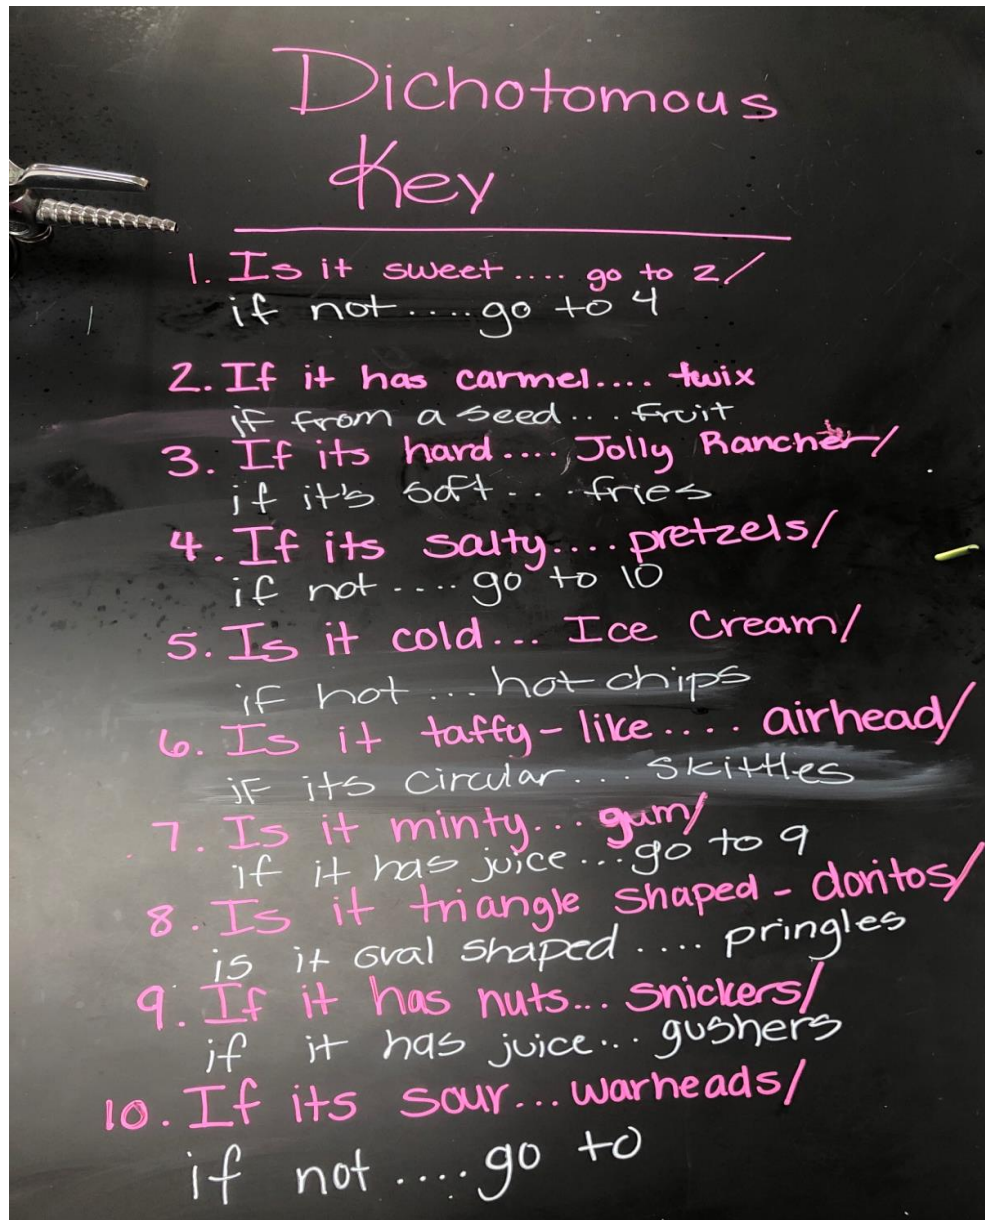 Dichotomous
Key
1. Is it sweet .... go to 2/
if not .... go to 4
2. If it has carmel.... twix
if from a seed... fruit
3. If its hard .... Jolly Rancher/
if it's soft... fries
4. If its salty.... pretzels/
if not .... go to 10
5. Is it cold... Ice Cream/
if hot ... hot chips
6. Is it taffy-like .... airhead/
if its circular... skittles
7. Is it minty... gum/
if it has juice ... go to 9
8. Is it triangle shaped - doritos/
is it oval shaped .... pringles
9. If it has nuts... snickers/
if it has juice... gushers
10. If its sour... warheads/
if not .... go to